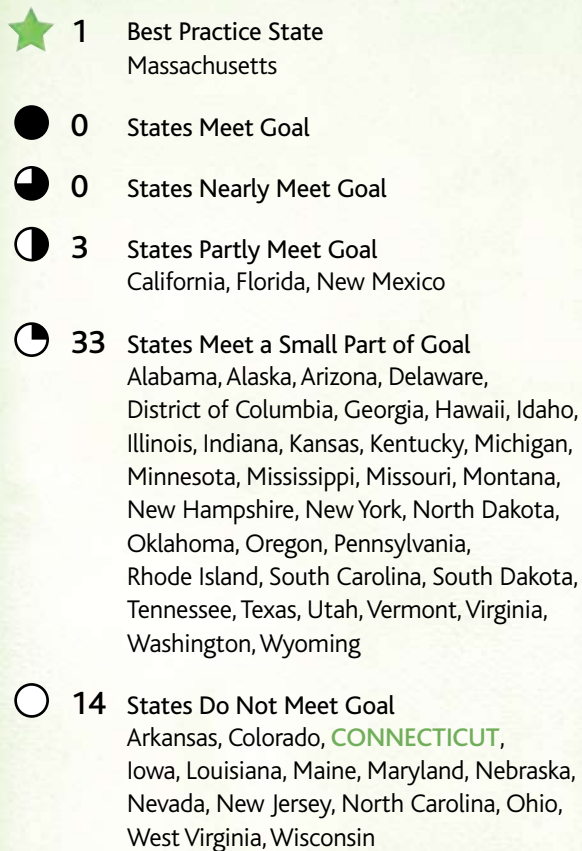 1 Best Practice State
Massachusetts
0 States Meet Goal
0 States Nearly Meet Goal
3 States Partly Meet Goal
California, Florida, New Mexico
33 States Meet a Small Part of Goal
Alabama, Alaska, Arizona, Delaware,
District of Columbia, Georgia, Hawaii, Idaho,
Illinois, Indiana, Kansas, Kentucky, Michigan,
Minnesota, Mississippi, Missouri, Montana,
New Hampshire, New York, North Dakota,
Oklahoma, Oregon, Pennsylvania,
Rhode Island, South Carolina, South Dakota,
Tennessee, Texas, Utah, Vermont, Virginia,
Washington, Wyoming
14 States Do Not Meet Goal
Arkansas, Colorado, CONNECTICUT,
Iowa, Louisiana, Maine, Maryland, Nebraska,
Nevada, New Jersey, North Carolina, Ohio,
West Virginia, Wisconsin